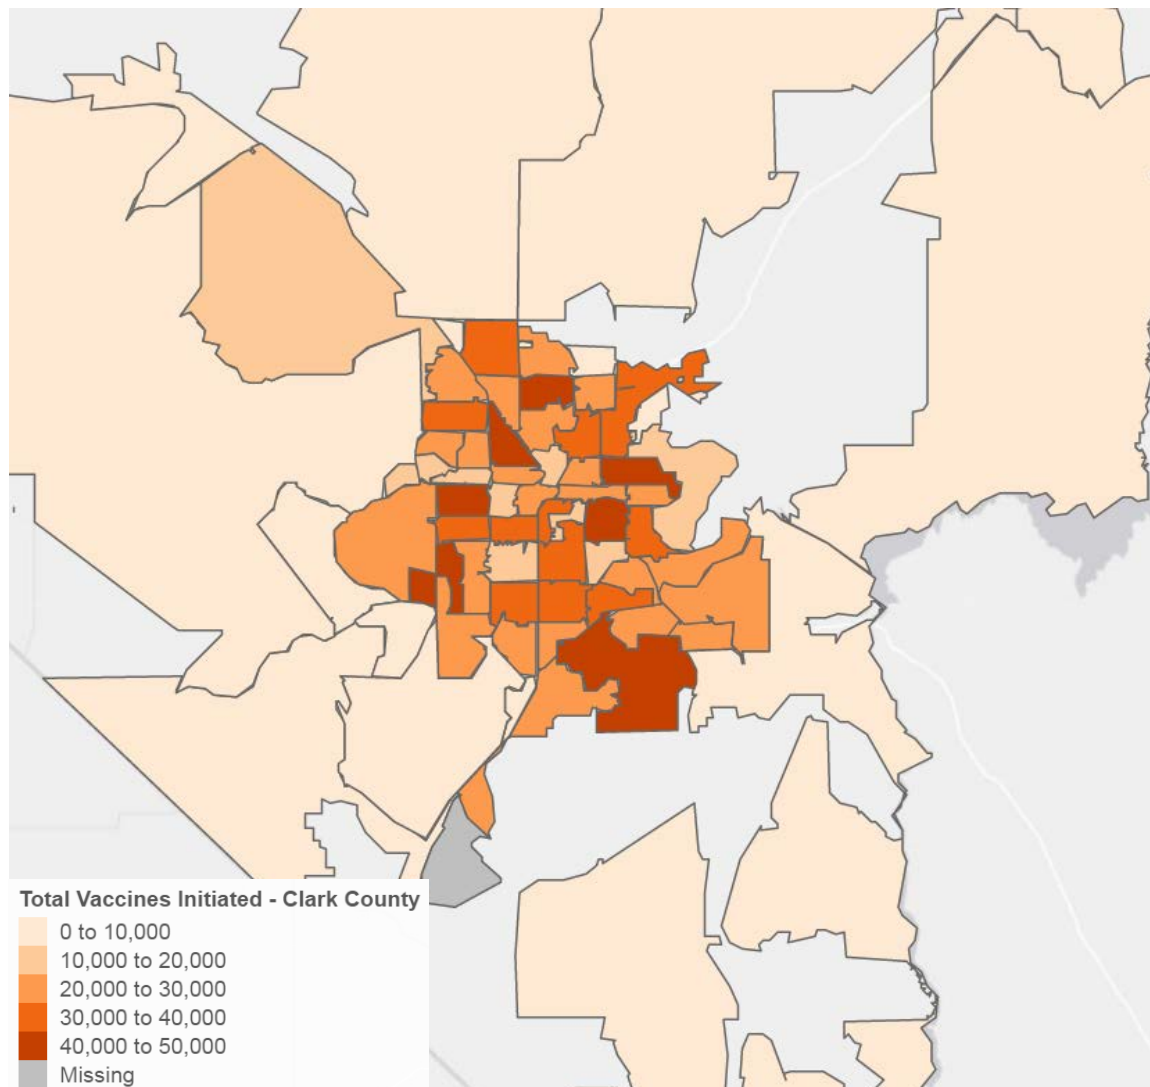 Total Vaccines Initiated - Clark County
0 to 10,000
10,000 to 20,000
20,000 to 30,000
30,000 to 40,000
40,000 to 50,000
Missing